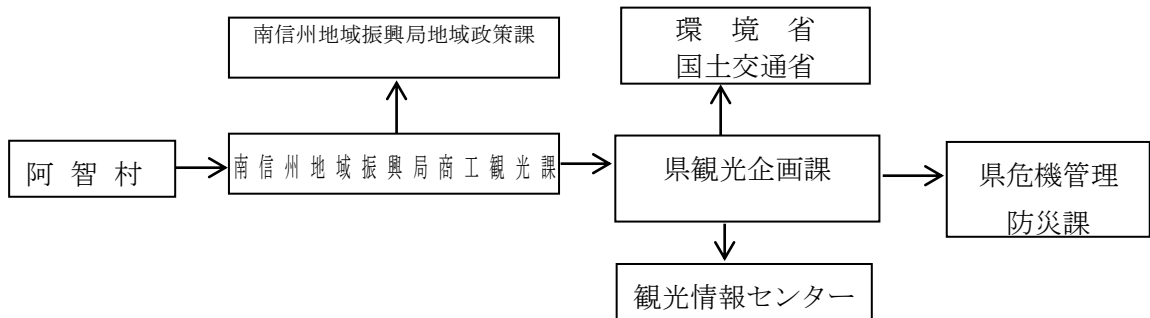 南信州地域振興局地域政策課
環　境　省
国土交通省
阿 智 村
南信州地域振興局商工観光課
県観光企画課
県危機管理
防災課
観光情報センター